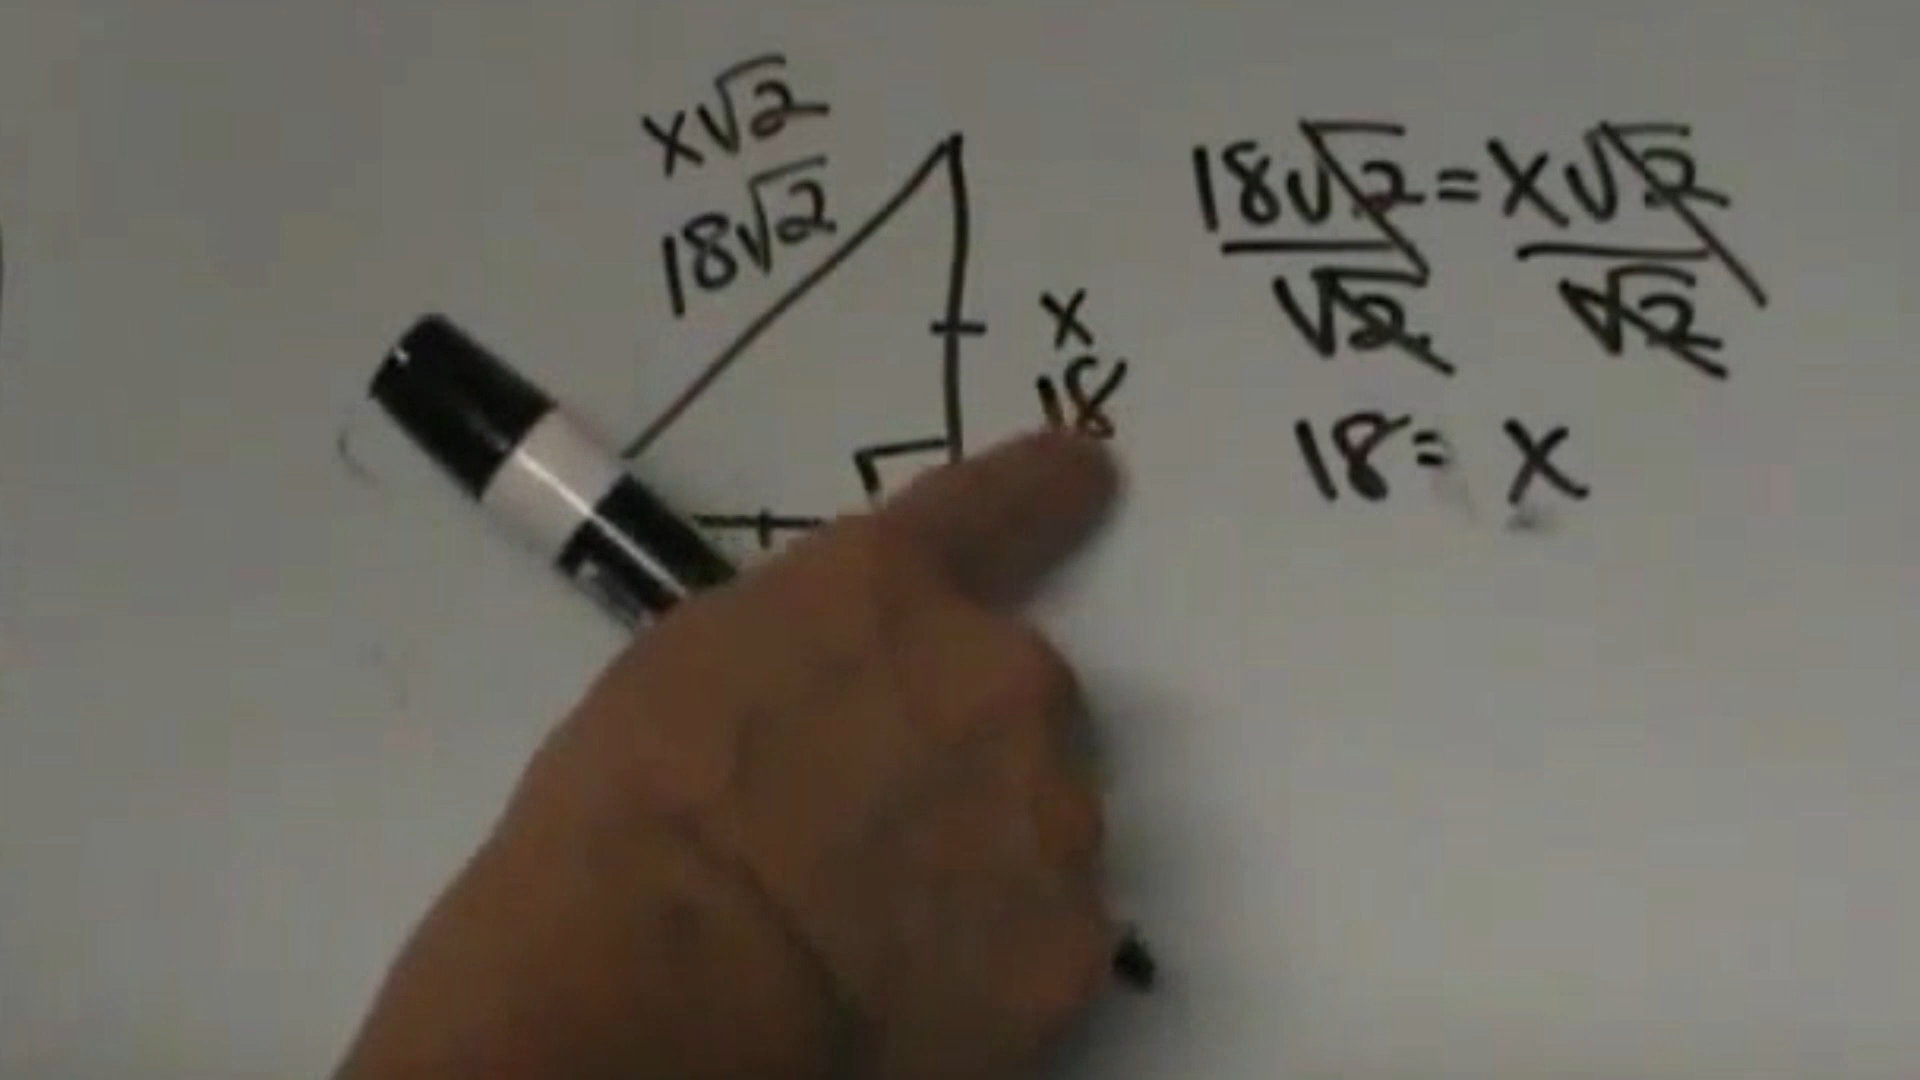 x√2
18√2
x
18
18√2 = x√2
√2 √2
18 = x